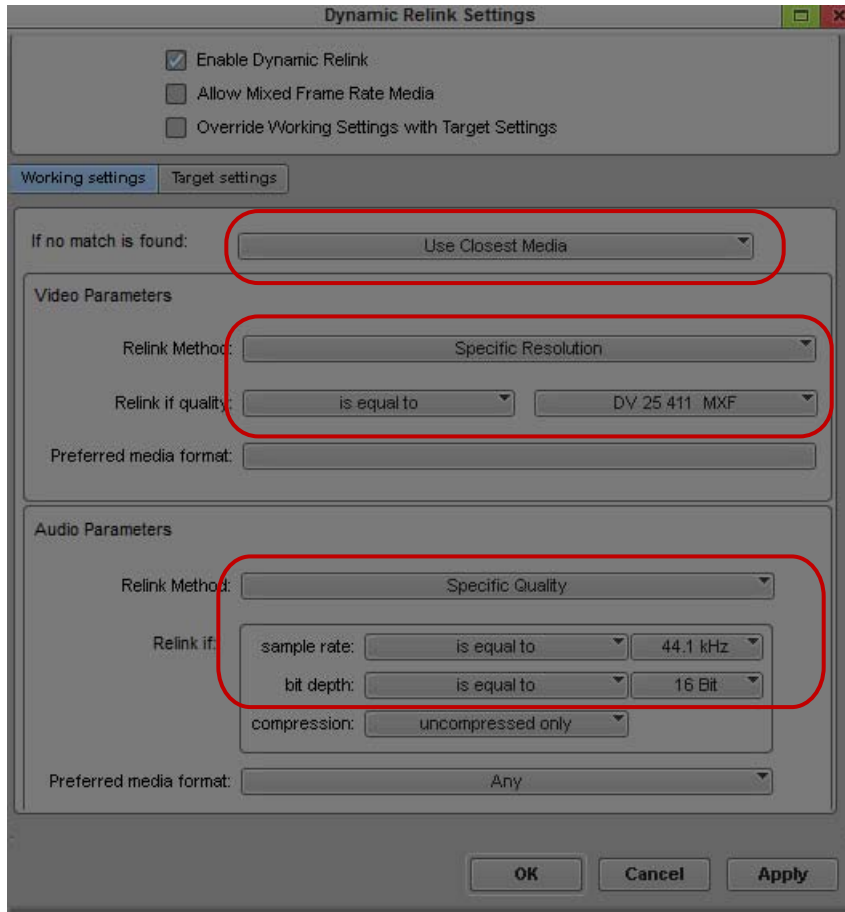 Dynamic Relink Settings
Enable Dynamic Relink
Allow Mixed Frame Rate Media
Override Working Settings with Target Settings
Working settings Target settings
If no match is found: Use Closest Media
Video Parameters
Relink Method: Specific Resolution
Relink if quality: is equal to DV 25 411 MXF
Preferred media format:
Audio Parameters
Relink Method: Specific Quality
Relink if: sample rate: is equal to 44.1 kHz
bit depth: is equal to 16 Bit
compression: uncompressed only
Preferred media format: Any
OK Cancel Apply